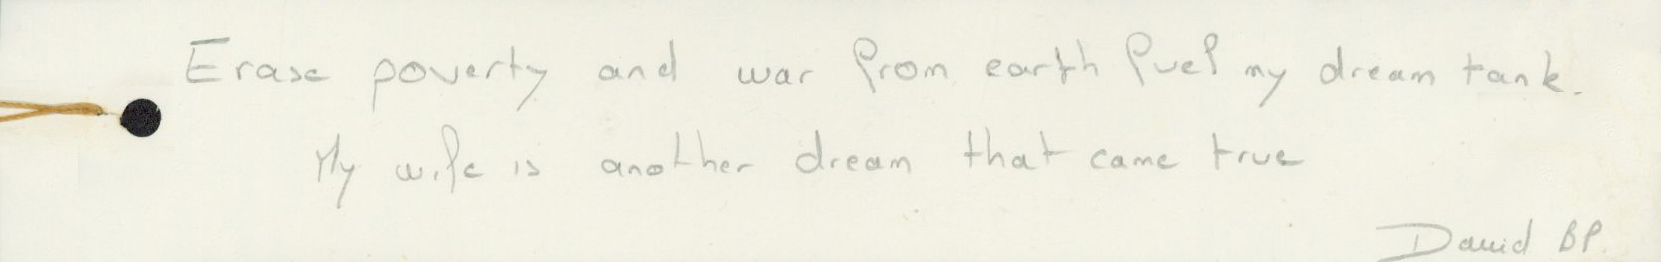 Erase poverty and war from earth fuel my dream tank.
My wife is another dream that came true
David BP.